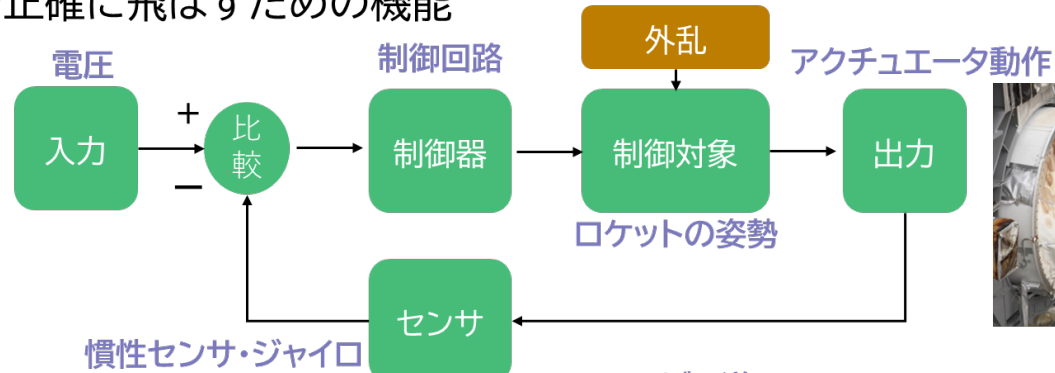 正確に飛ばすための機能
電圧
制御回路
外乱
アクチュエータ動作
入力
+
−
比
較
制御器
制御対象
出力
ロケットの姿勢
センサ
慣性センサ・ジャイロ